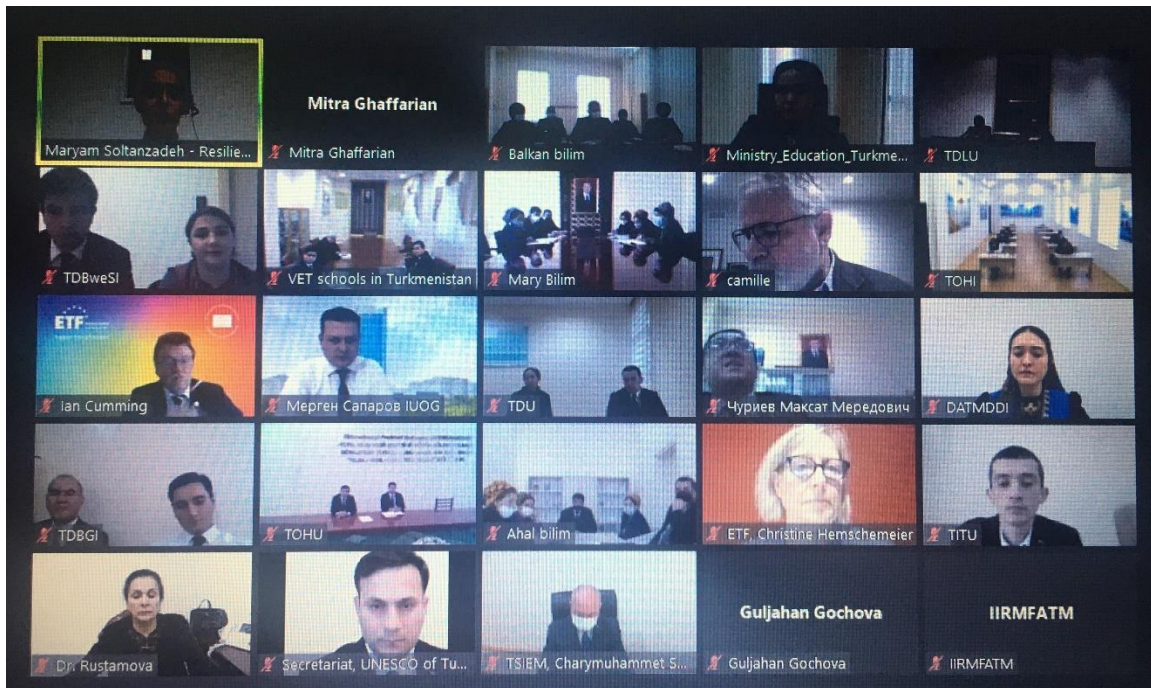 Maryam Soltanzadeh - Resilie...
Mitra Ghaffarian
Mitra Ghaffarian
Balkan bilim
Ministry_Education_Turkme...
TDLU
TDBweSI
VET schools in Turkmenistan
Mary Bilim
camille
TOHI
ETF
Ian Cumming
Мерген Сапаров IUOG
TDU
Чуриев Максат Мередович
DATMDDI
TDBGI
TOHU
Ahal bilim
ETF, Christine Hemschemeier
TITU
Dr. Rustamova
Secretariat, UNESCO of Tu...
TSIEM, Charymuhammet S...
Guljahan Gochova
Guljahan Gochova
IIRMFATM
IIRMFATM